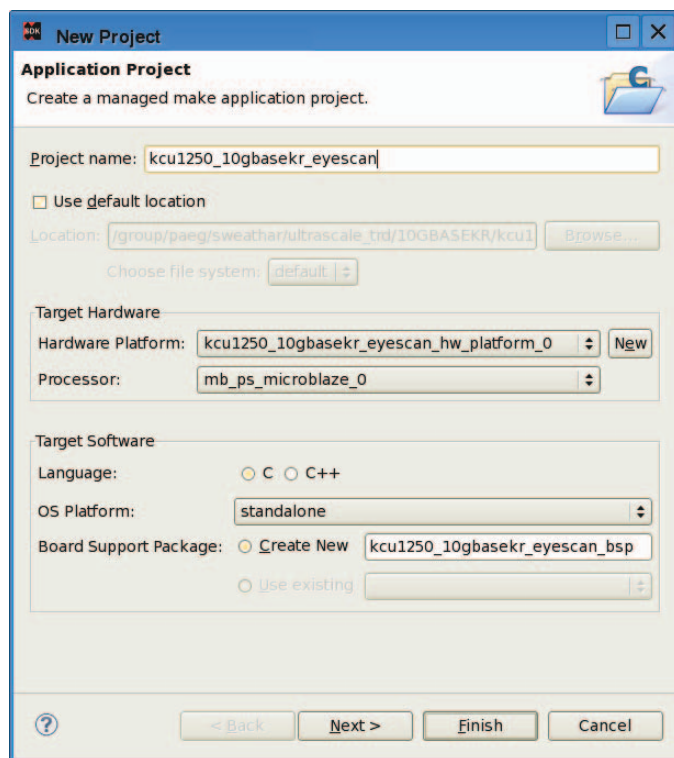 SDK New Project
Application Project
Create a managed make application project.
C
Project name: kcu1250_10gbasekr_eyescan
Use default location
Location: /group/paeg/sweathar/ultrascale_trd/10GBASEKR/kcu1 Browse...
Choose file system: default
Target Hardware
Hardware Platform: kcu1250_10gbasekr_eyescan_hw_platform_0 New
Processor: mb_ps_microblaze_0
Target Software
Language: C C++
OS Platform: standalone
Board Support Package: Create New kcu1250_10gbasekr_eyescan_bsp
Use existing
? < Back Next > Finish Cancel